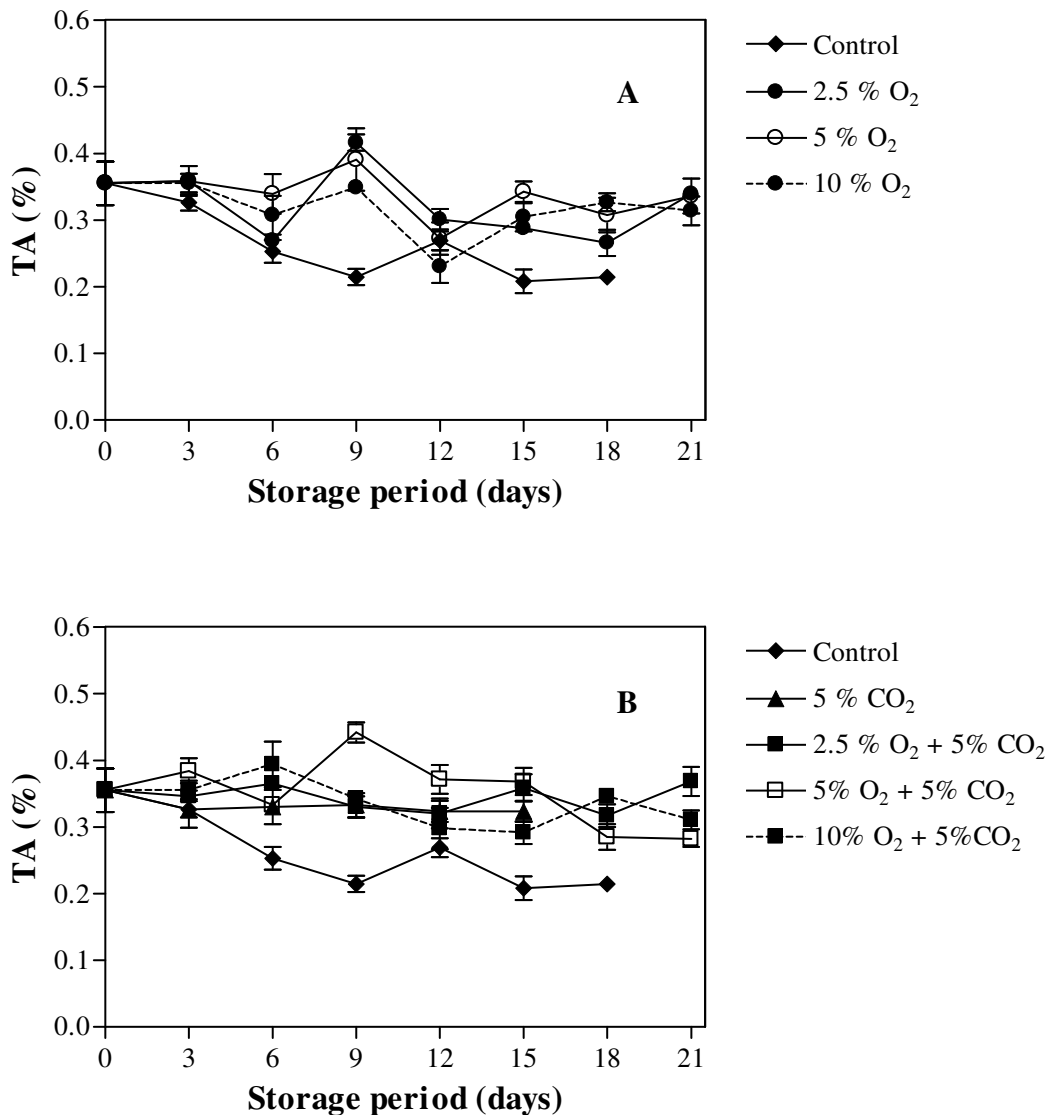 0.6
0.5
0.4
0.3
0.2
0.1
0.0
TA (%)
A
0 3 6 9 12 15 18 21
Storage period (days)
Control
2.5 % O₂
5 % O₂
10 % O₂
0.6
0.5
0.4
0.3
0.2
0.1
0.0
TA (%)
B
0 3 6 9 12 15 18 21
Storage period (days)
Control
5 % CO₂
2.5 % O₂ + 5% CO₂
5% O₂ + 5% CO₂
10% O₂ + 5%CO₂